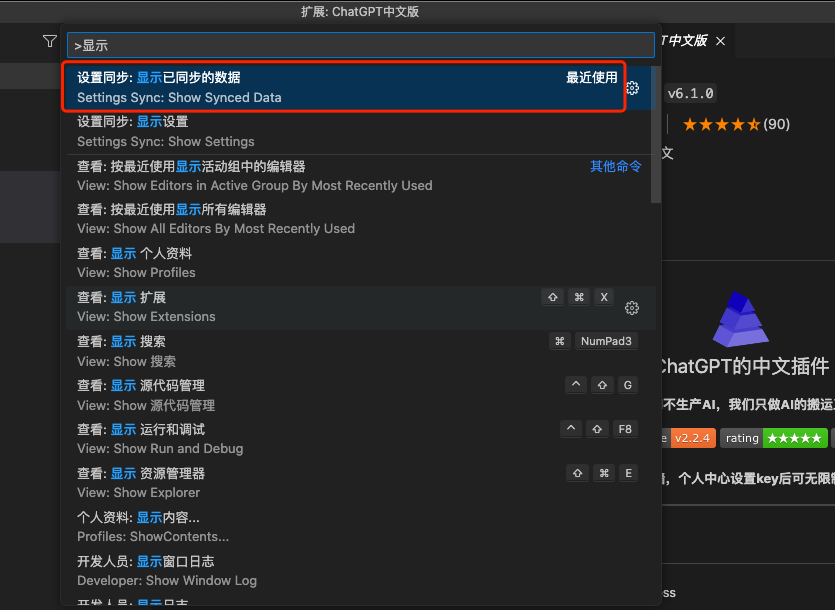 扩展: ChatGPT中文版
>显示
T中文版
设置同步: 显示已同步的数据 最近使用
Settings Sync: Show Synced Data
v6.1.0
设置同步: 显示设置
(90)
Settings Sync: Show Settings
文
查看: 按最近使用显示活动组中的编辑器 其他命令
View: Show Editors in Active Group By Most Recently Used
查看: 按最近使用显示所有编辑器
View: Show All Editors By Most Recently Used
查看: 显示 个人资料
View: Show Profiles
查看: 显示 扩展 ⇧ ⌘ X
View: Show Extensions
查看: 显示 搜索 ⌘ NumPad3
View: Show 搜索
ChatGPT的中文插件
查看: 显示 源代码管理 ^ ⇧ G
View: Show 源代码管理
不生产AI，我们只做AI的搬运
查看: 显示 运行和调试 ^ ⇧ F8
e v2.2.4 rating ★★★★★
View: Show Run and Debug
查看: 显示 资源管理器 ⇧ ⌘ E
，个人中心设置key后可无限
View: Show Explorer
个人资料: 显示内容...
Profiles: ShowContents...
开发人员: 显示窗口日志
Developer: Show Window Log
ss
开发人员: 显示日志